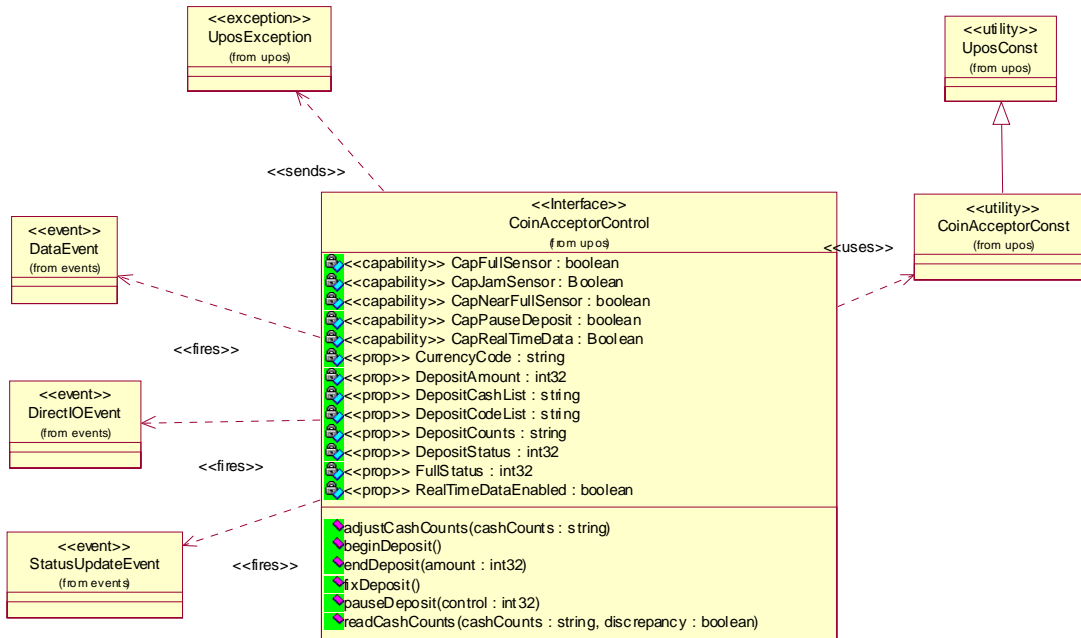 <<exception>>
UposException
(from upos)
<<utility>>
UposConst
(from upos)
<<sends>>
<<Interface>>
CoinAcceptorControl
(from upos)
<<utility>>
CoinAcceptorConst
(from upos)
<<uses>>
<<event>>
DataEvent
(from events)
<<fires>>
<<event>>
DirectIOEvent
(from events)
<<fires>>
<<event>>
StatusUpdateEvent
(from events)
<<fires>>
<<capability>> CapFullSensor : boolean
<<capability>> CapJamSensor : Boolean
<<capability>> CapNearFullSensor : boolean
<<capability>> CapPauseDeposit : boolean
<<capability>> CapRealTimeData : Boolean
<<prop>> CurrencyCode : string
<<prop>> DepositAmount : int32
<<prop>> DepositCashList : string
<<prop>> DepositCodeList : string
<<prop>> DepositCounts : string
<<prop>> DepositStatus : int32
<<prop>> FullStatus : int32
<<prop>> RealTimeDataEnabled : boolean
adjustCashCounts(cashCounts : string)
beginDeposit()
endDeposit(amount : int32)
fixDeposit()
pauseDeposit(control : int32)
readCashCounts(cashCounts : string, discrepancy : boolean)